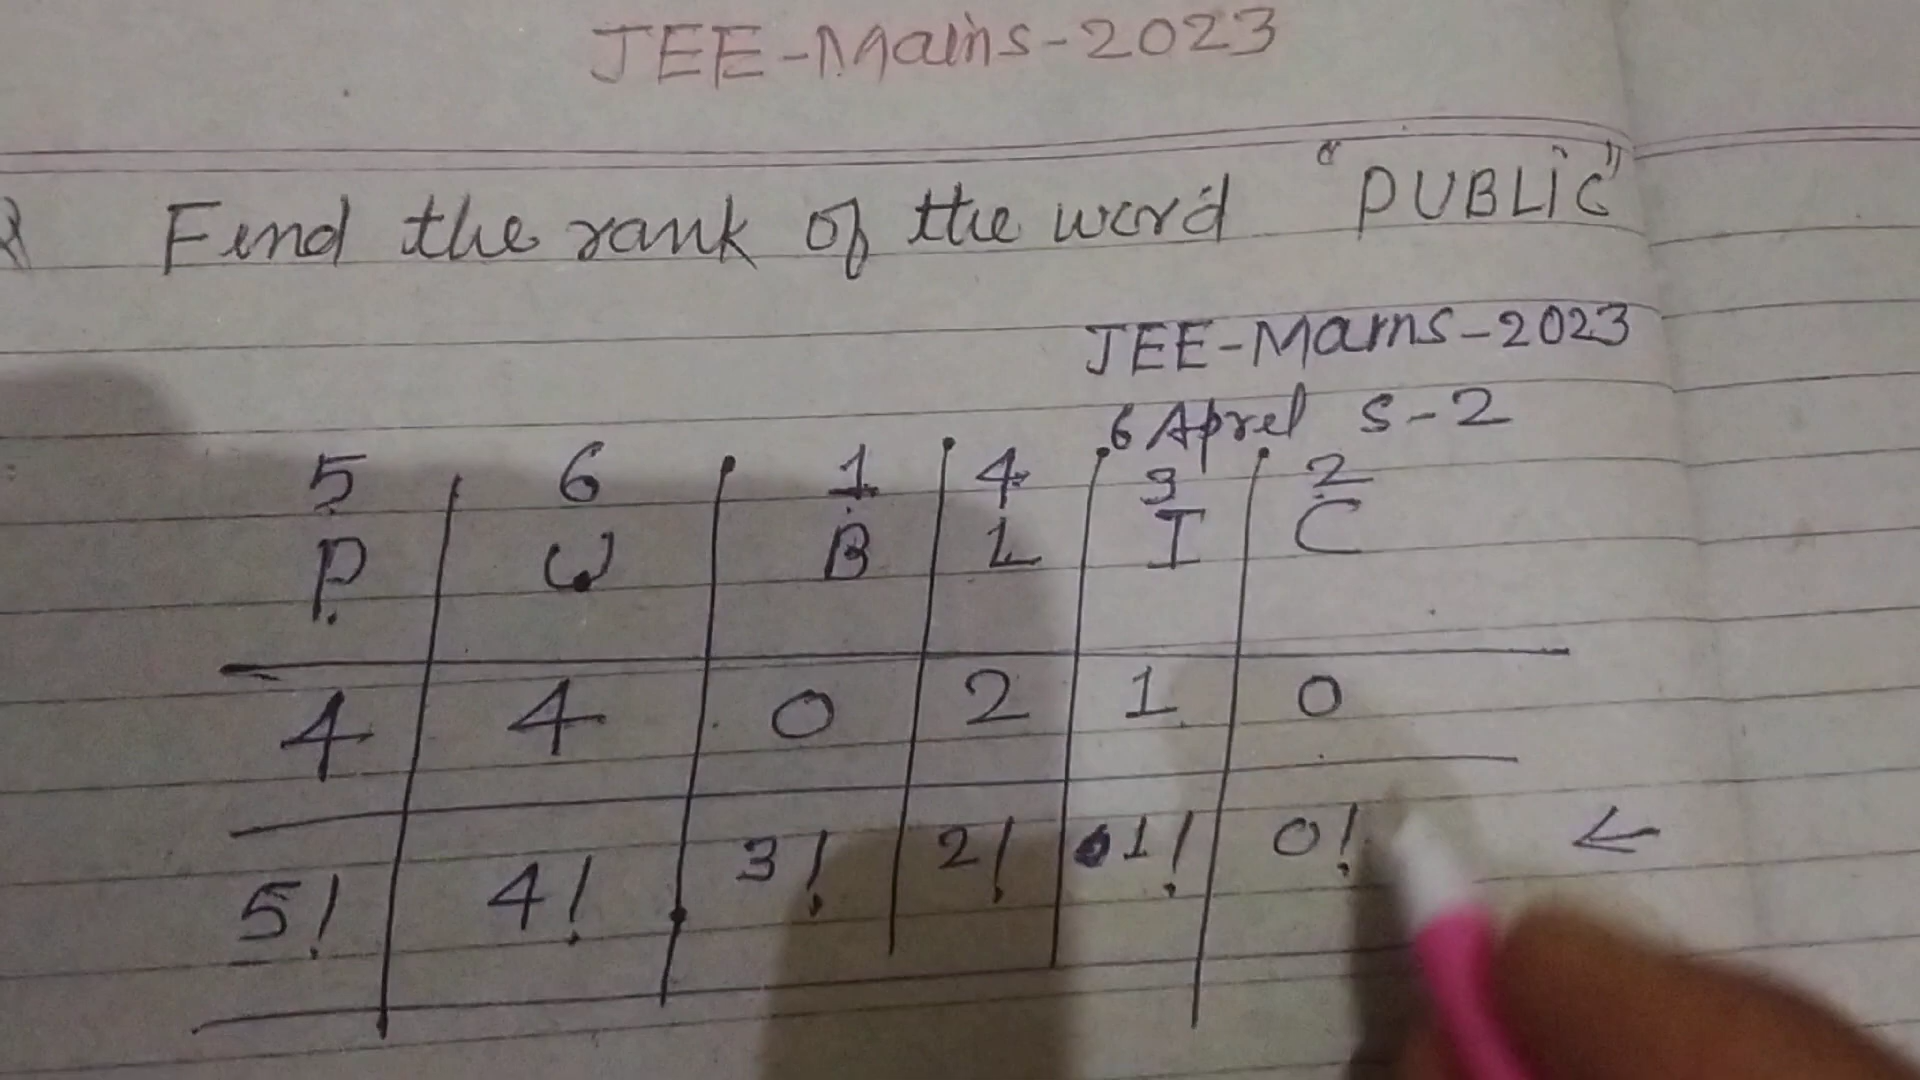 JEE-Mains-2023
Find the rank of the word "PUBLIC"
JEE-Mains-2023
6 April S-2
5 6 1 4 3 2
P U B L I C
4 4 0 2 1 0
5! 4! 3! 2! 1! 0! ←